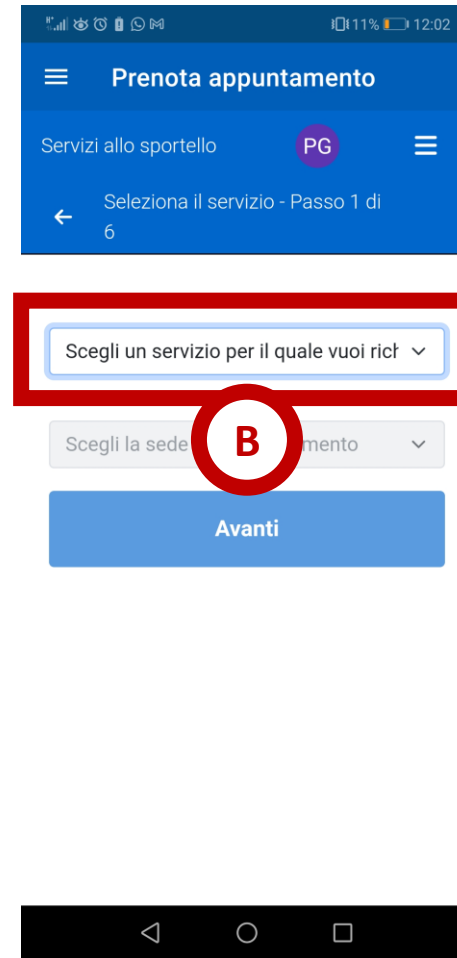 11% 12:02
Prenota appuntamento
Servizi allo sportello PG
Seleziona il servizio - Passo 1 di
6
Scegli un servizio per il quale vuoi rich
Scegli la sede
B
mento
Avanti